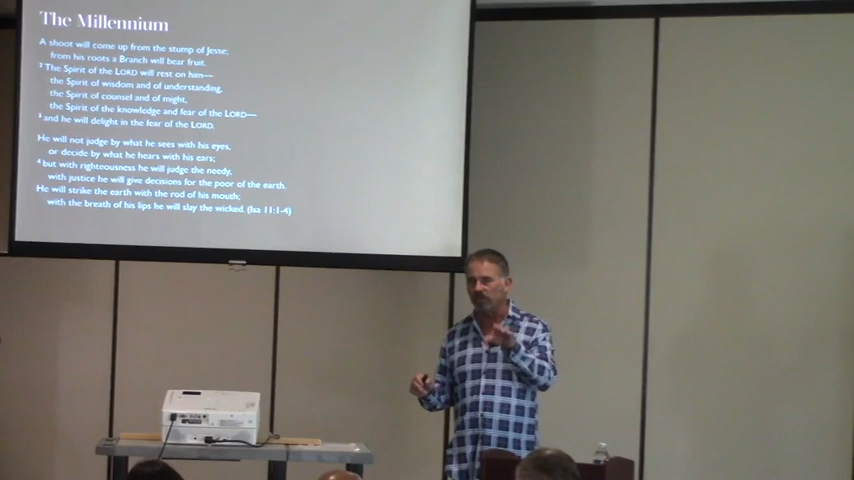 The Millennium
A shoot will come up from the stump of Jesse;
from his roots a Branch will bear fruit.
2 The Spirit of the LORD will rest on him—
the Spirit of wisdom and of understanding,
the Spirit of counsel and of might,
the Spirit of the knowledge and fear of the LORD—
3 and he will delight in the fear of the LORD.
He will not judge by what he sees with his eyes,
or decide by what he hears with his ears;
4 but with righteousness he will judge the needy,
with justice he will give decisions for the poor of the earth.
He will strike the earth with the rod of his mouth;
with the breath of his lips he will slay the wicked. (Isa 11:1-4)